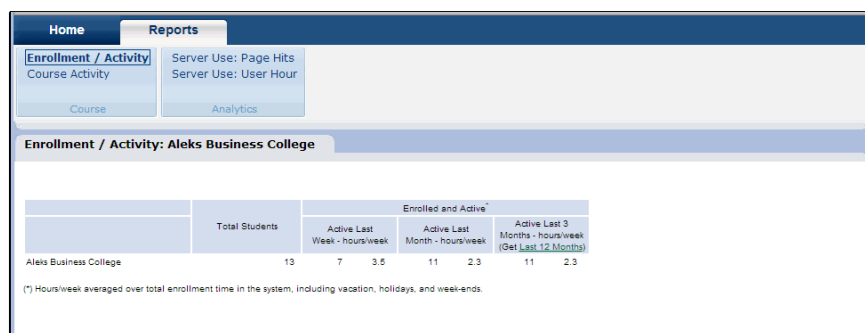 Home Reports
Enrollment / Activity Server Use: Page Hits
Course Activity Server Use: User Hour
Course Analytics
Enrollment / Activity: Aleks Business College
Enrolled and Active*
Total Students
Active Last
Week - hours/week
Active Last
Month - hours/week
Active Last 3
Months - hours/week
(Get Last 12 Months)
Aleks Business College 13 7 3.5 11 2.3 11 2.3
(*) Hours/week averaged over total enrollment time in the system, including vacation, holidays, and week-ends.